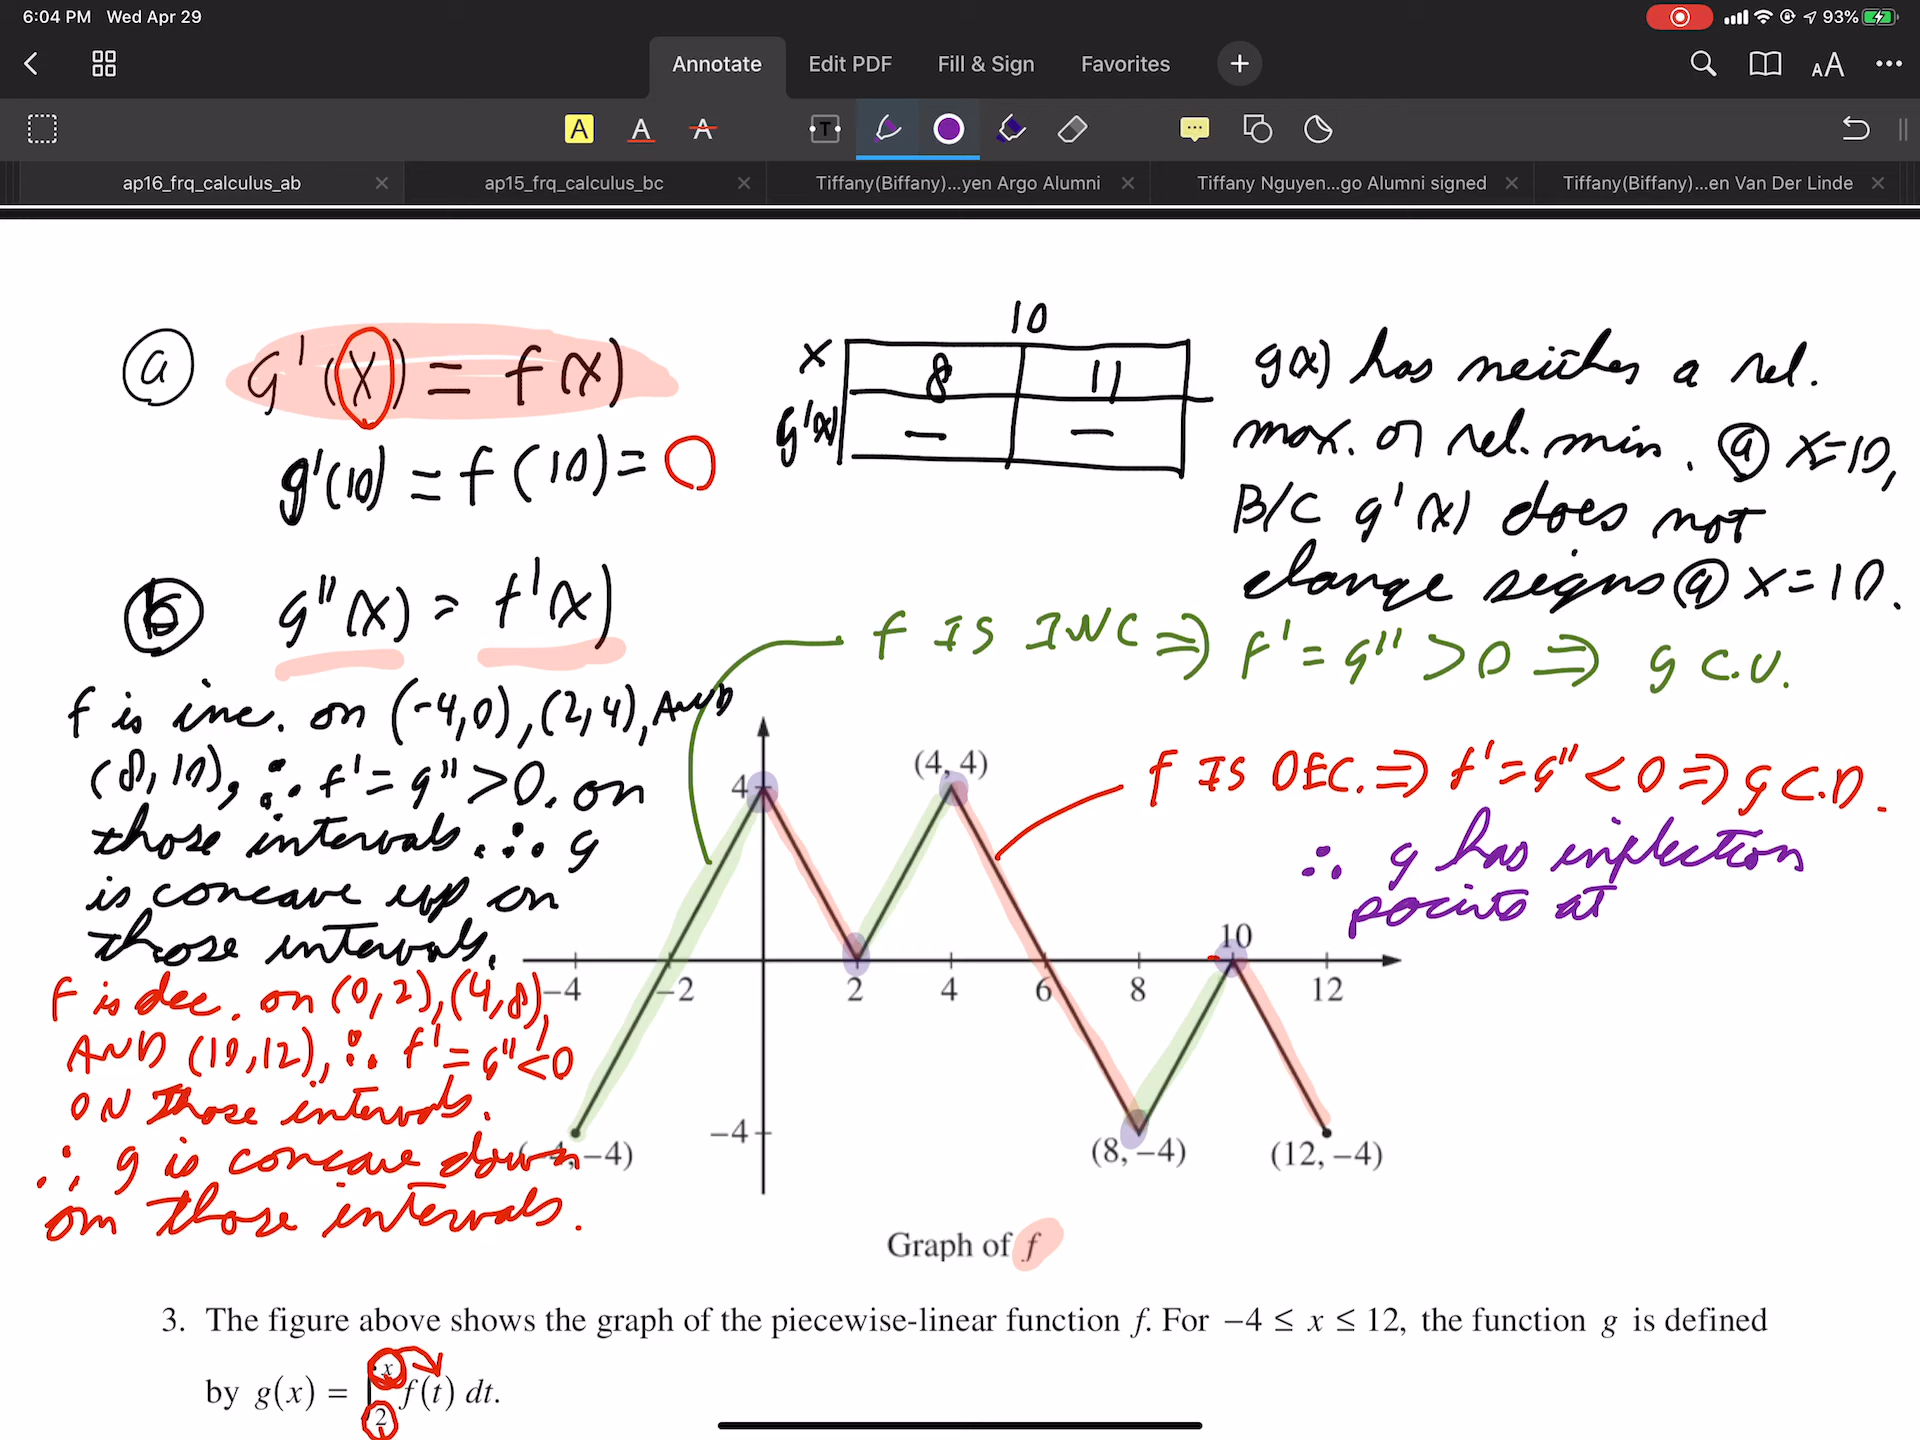 6:04 PM Wed Apr 29
93%
Annotate Edit PDF Fill & Sign Favorites +
AA
A A A T
ap16_frq_calculus_ab × ap15_frq_calculus_bc × Tiffany(Biffany)...yen Argo Alumni × Tiffany Nguyen...go Alumni signed × Tiffany(Biffany)...en Van Der Linde ×
a G'(x) = f(x)
g'(10) = f(10) = 0
10
x 8 11
g'(x) − −
g(x) has neither a rel.
max. or rel. min. @ x=10,
B/C g'(x) does not
change signs @ x=10.
b g''(x) = f'(x)
f IS INC ⇒ f' = g'' > 0 ⇒ g C.U.
f is inc. on (-4,0), (2,4), AND
(8,10), ∴ f' = g'' > 0. on
those intervals. ∴ g
is concave up on
those intervals.
f IS DEC. ⇒ f' = g'' < 0 ⇒ g C.D.
∴ g has inflection
points at
F is dec. on (0,2), (4,8),
AND (10,12), ∴ f' = g'' < 0
ON those intervals.
∴ g is concave down
on those intervals.
4
(4, 4)
10
−4 −2 2 4 6 8 12
−4
, −4)
(8, −4)
(12, −4)
Graph of f
3. The figure above shows the graph of the piecewise-linear function f. For −4 ≤ x ≤ 12, the function g is defined
by g(x) = ∫₂ˣ f(t) dt.